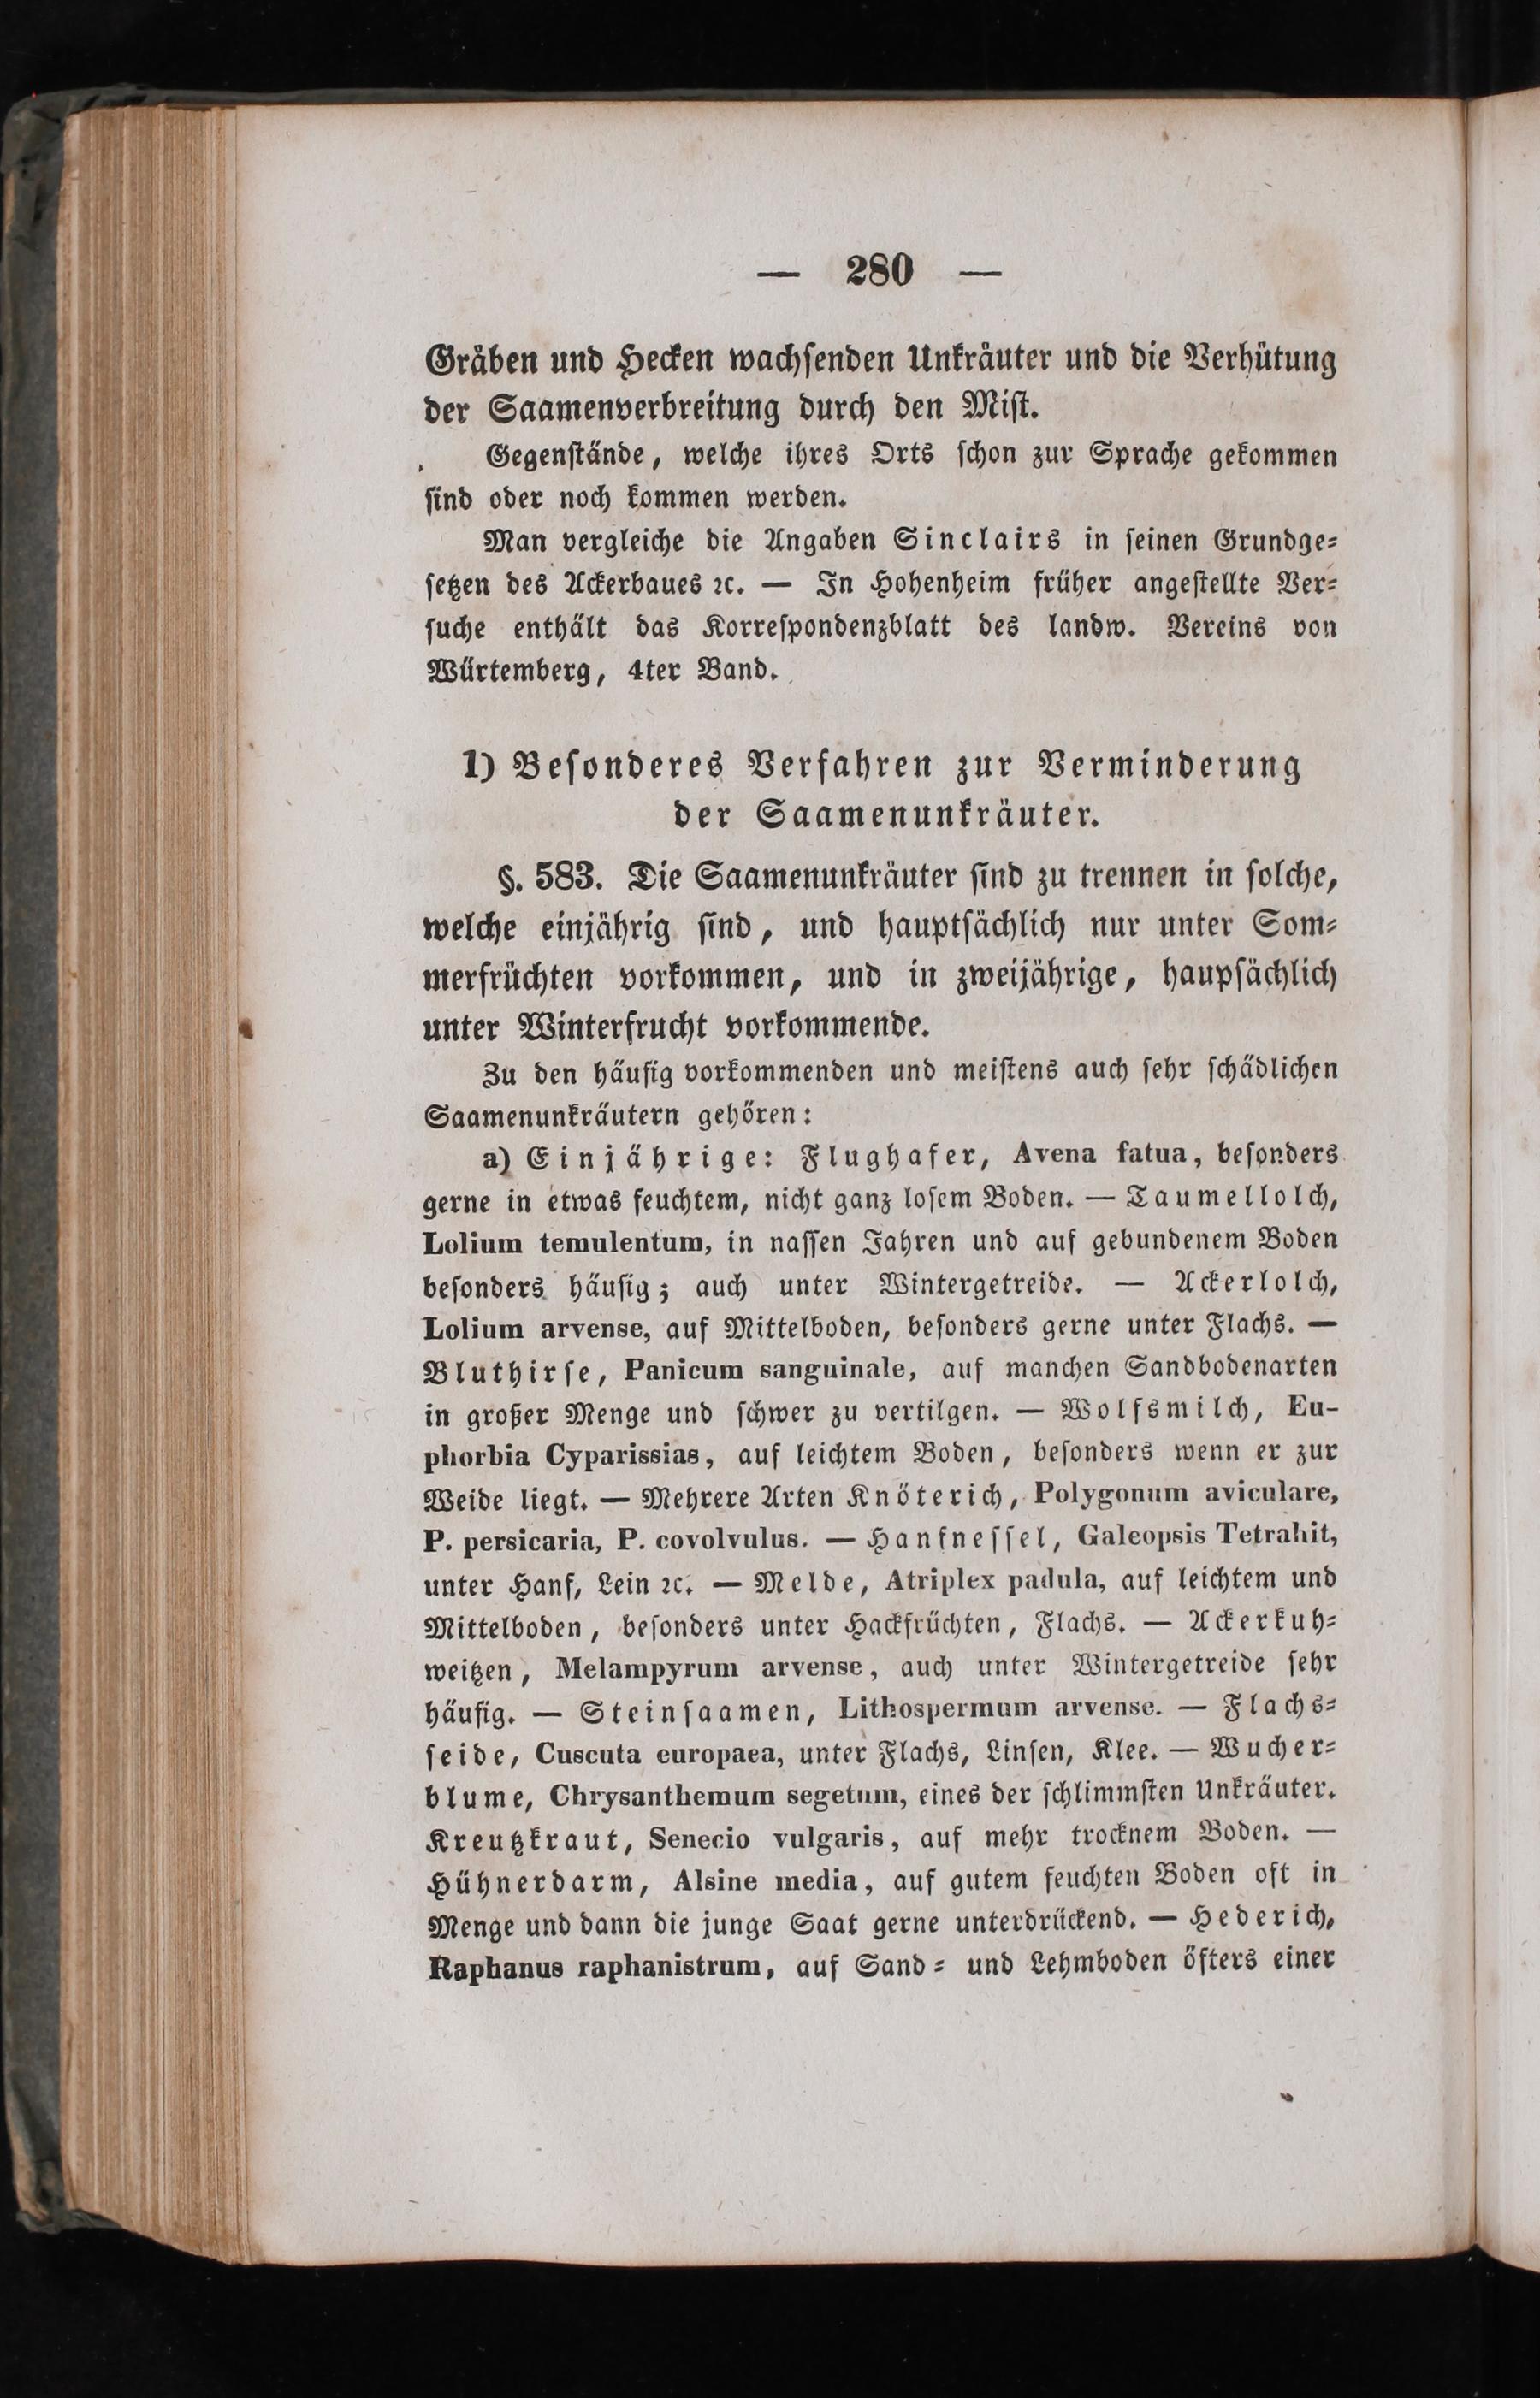 — 280 —
Gräben und Hecken wachſenden Unkräuter und die Verhütung
der Saamenverbreitung durch den Miſt.
Gegenſtände, welche ihres Orts ſchon zur Sprache gekommen
ſind oder noch kommen werden.
Man vergleiche die Angaben Sinclairs in ſeinen Grundge⸗
ſetzen des Ackerbaues ꝛc. — In Hohenheim früher angeſtellte Ver⸗
ſuche enthält das Korreſpondenzblatt des landw. Vereins von
Würtemberg, 4ter Band.
1) Beſonderes Verfahren zur Verminderung
der Saamenunkräuter.
§. 583. Die Saamenunkräuter ſind zu trennen in ſolche,
welche einjährig ſind, und hauptſächlich nur unter Som⸗
merfrüchten vorkommen, und in zweijährige, haupſächlich
unter Winterfrucht vorkommende.
Zu den häufig vorkommenden und meiſtens auch ſehr ſchädlichen
Saamenunkräutern gehören:
a) Einjährige: Flughafer, Avena fatua, beſonders
gerne in etwas feuchtem, nicht ganz loſem Boden. — Taumellolch,
Lolium temulentum, in naſſen Jahren und auf gebundenem Boden
beſonders häufig; auch unter Wintergetreide. — Ackerlolch,
Lolium arvense, auf Mittelboden, beſonders gerne unter Flachs. —
Bluthirſe, Panicum sanguinale, auf manchen Sandbodenarten
in großer Menge und ſchwer zu vertilgen. — Wolfsmilch, Eu-
phorbia Cyparissias, auf leichtem Boden, beſonders wenn er zur
Weide liegt. — Mehrere Arten Knöterich, Polygonum aviculare,
P. persicaria, P. covolvulus. — Hanfneſſel, Galeopsis Tetrahit,
unter Hanf, Lein ꝛc. — Melde, Atriplex padula, auf leichtem und
Mittelboden, beſonders unter Hackfrüchten, Flachs. — Ackerkuh⸗
weitzen, Melampyrum arvense, auch unter Wintergetreide ſehr
häufig. — Steinſaamen, Lithospermum arvense. — Flachs⸗
ſeide, Cuscuta europaea, unter Flachs, Linſen, Klee. — Wucher⸗
blume, Chrysanthemum segetum, eines der ſchlimmſten Unkräuter.
Kreutzkraut, Senecio vulgaris, auf mehr trocknem Boden. —
Hühnerdarm, Alsine media, auf gutem feuchten Boden oft in
Menge und dann die junge Saat gerne unterdrückend. — Hederich,
Raphanus raphanistrum, auf Sand⸗ und Lehmboden öfters einer